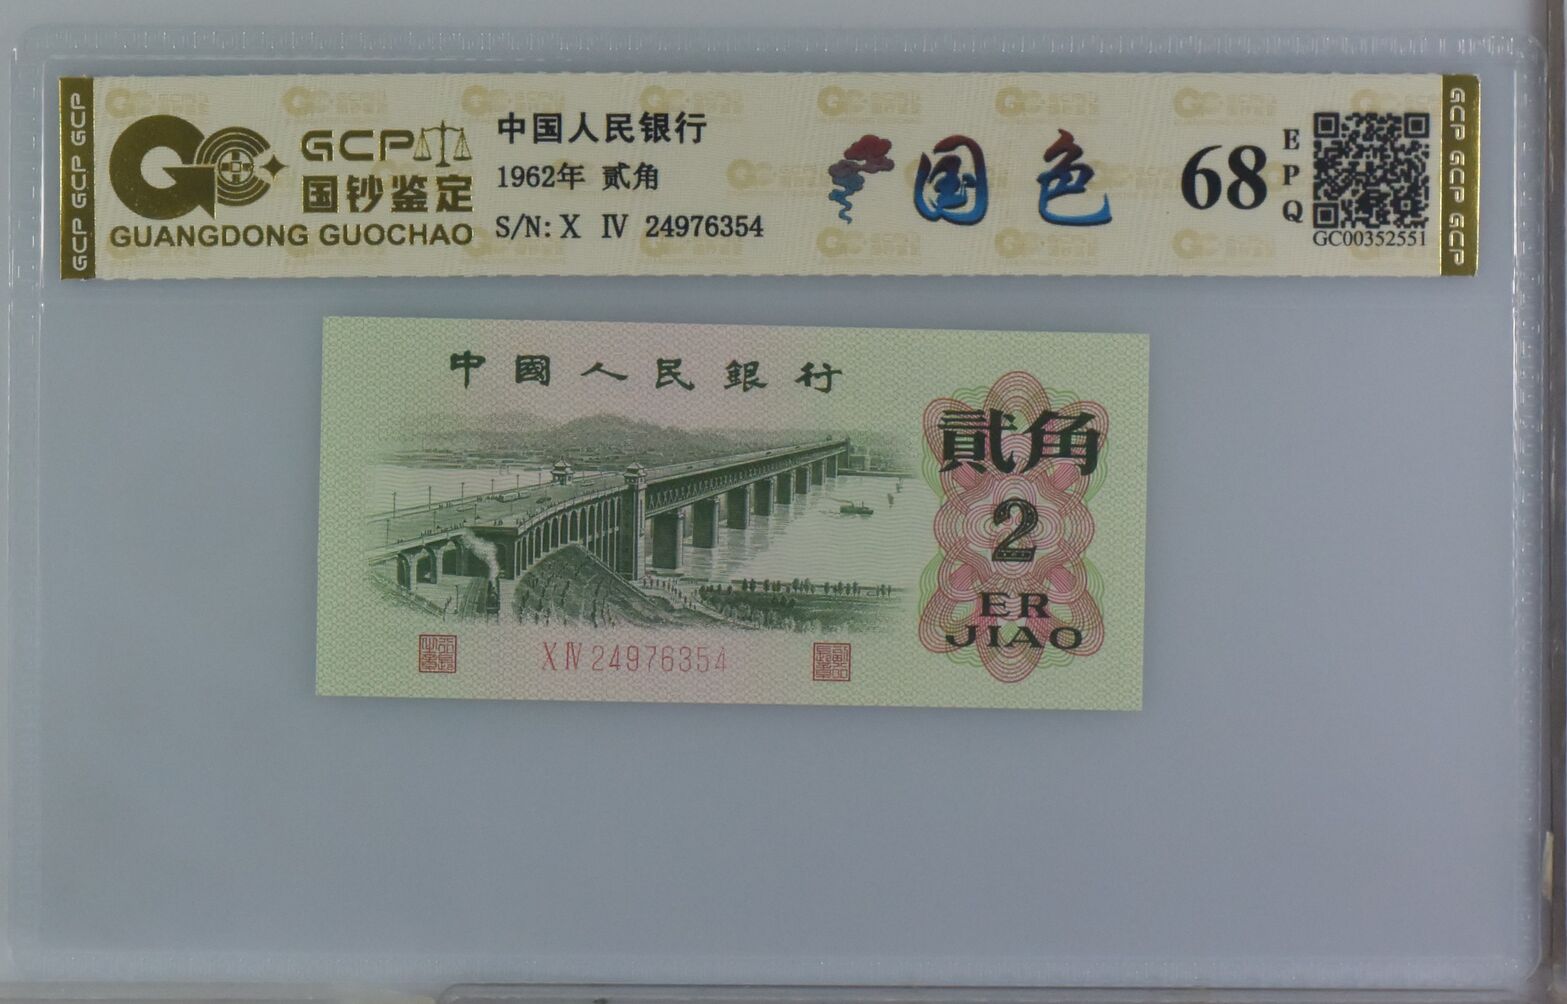 GCP GCP GCP
GCP
国钞鉴定
GUANGDONG GUOCHAO
中国人民银行
1962年 贰角
S/N: X IV 24976354
国色
68
EPQ
GC00352551
GCP GCP GCP
中國人民銀行
貳角
2
ER
JIAO
X IV 24976354